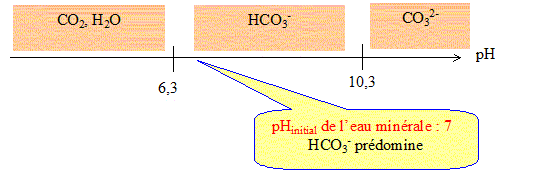 CO₂, H₂O HCO₃⁻ CO₃²⁻
pH
6,3 10,3
pHinitial de l'eau minérale : 7
HCO₃⁻ prédomine